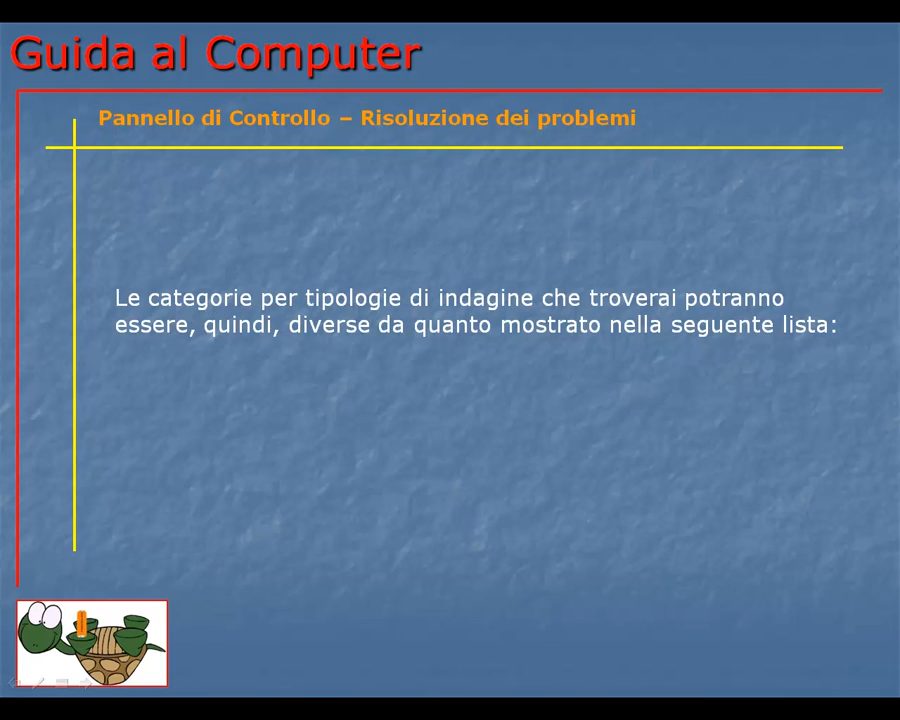 Guida al Computer
Pannello di Controllo – Risoluzione dei problemi
Le categorie per tipologie di indagine che troverai potranno
essere, quindi, diverse da quanto mostrato nella seguente lista: